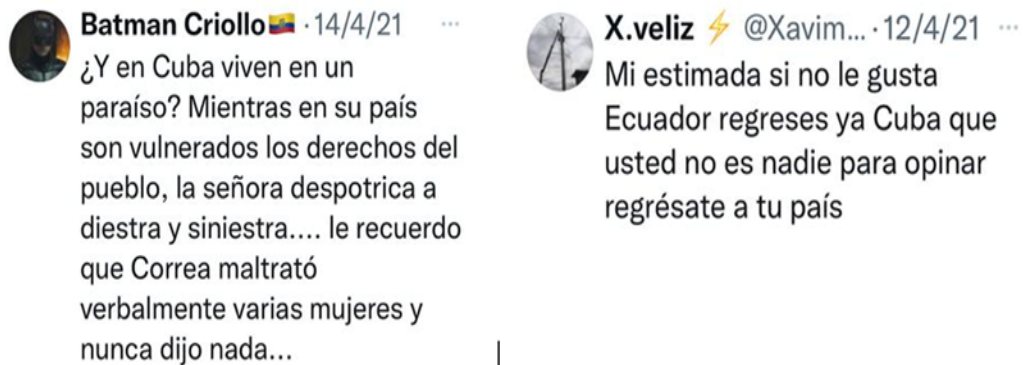 Batman Criollo🇪🇨 · 14/4/21 ...
¿Y en Cuba viven en un
paraíso? Mientras en su país
son vulnerados los derechos del
pueblo, la señora despotrica a
diestra y siniestra.... le recuerdo
que Correa maltrató
verbalmente varias mujeres y
nunca dijo nada...
X.veliz ⚡ @Xavim... · 12/4/21 ...
Mi estimada si no le gusta
Ecuador regreses ya Cuba que
usted no es nadie para opinar
regrésate a tu país